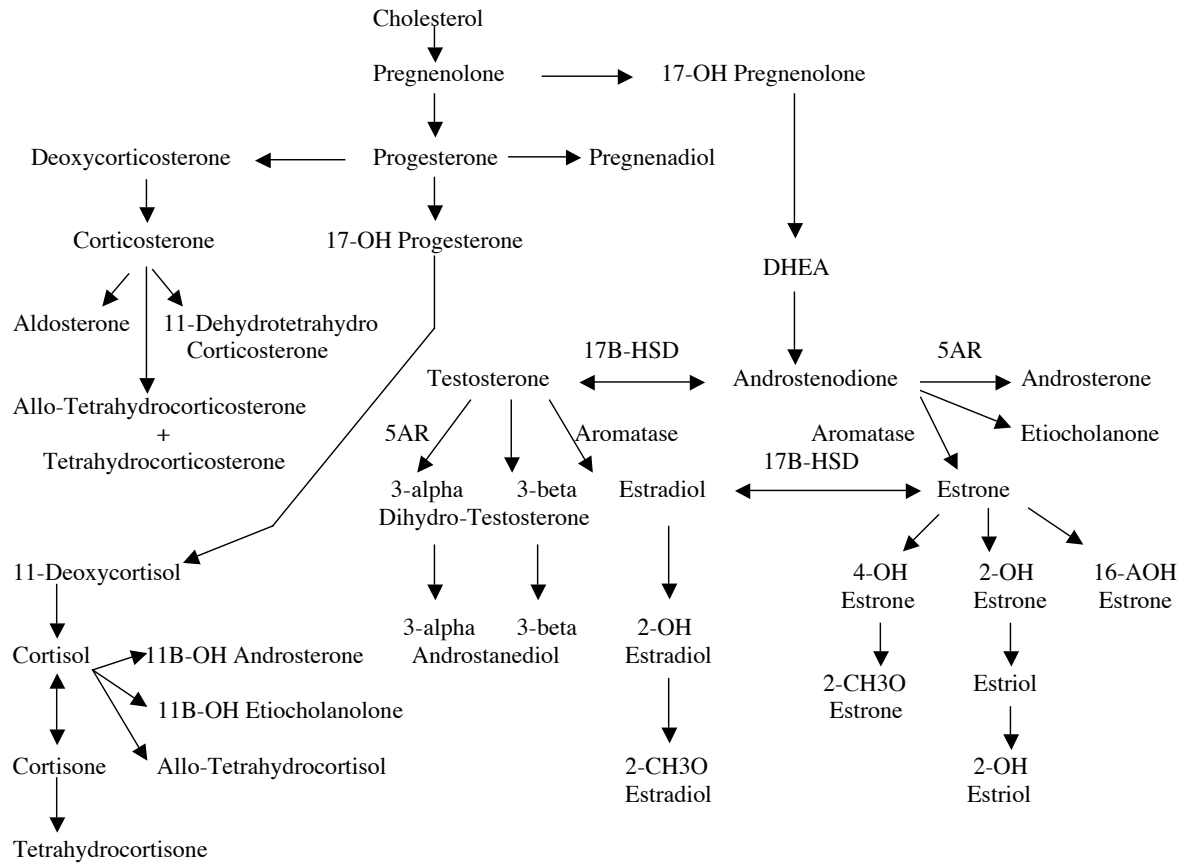 Cholesterol
Pregnenolone
17-OH Pregnenolone
Deoxycorticosterone
Progesterone
Pregnenadiol
Corticosterone
17-OH Progesterone
DHEA
Aldosterone
11-Dehydrotetrahydro
Corticosterone
17B-HSD
5AR
Testosterone
Androstenodione
Androsterone
Allo-Tetrahydrocorticosterone
+
Tetrahydrocorticosterone
5AR
Aromatase
Aromatase
17B-HSD
Etiocholanone
3-alpha
3-beta
Dihydro-Testosterone
Estradiol
Estrone
11-Deoxycortisol
4-OH
Estrone
2-OH
Estrone
16-AOH
Estrone
3-alpha
3-beta
Androstanediol
2-OH
Estradiol
Cortisol
11B-OH Androsterone
11B-OH Etiocholanolone
2-CH3O
Estrone
Estriol
Cortisone
Allo-Tetrahydrocortisol
2-CH3O
Estradiol
2-OH
Estriol
Tetrahydrocortisone